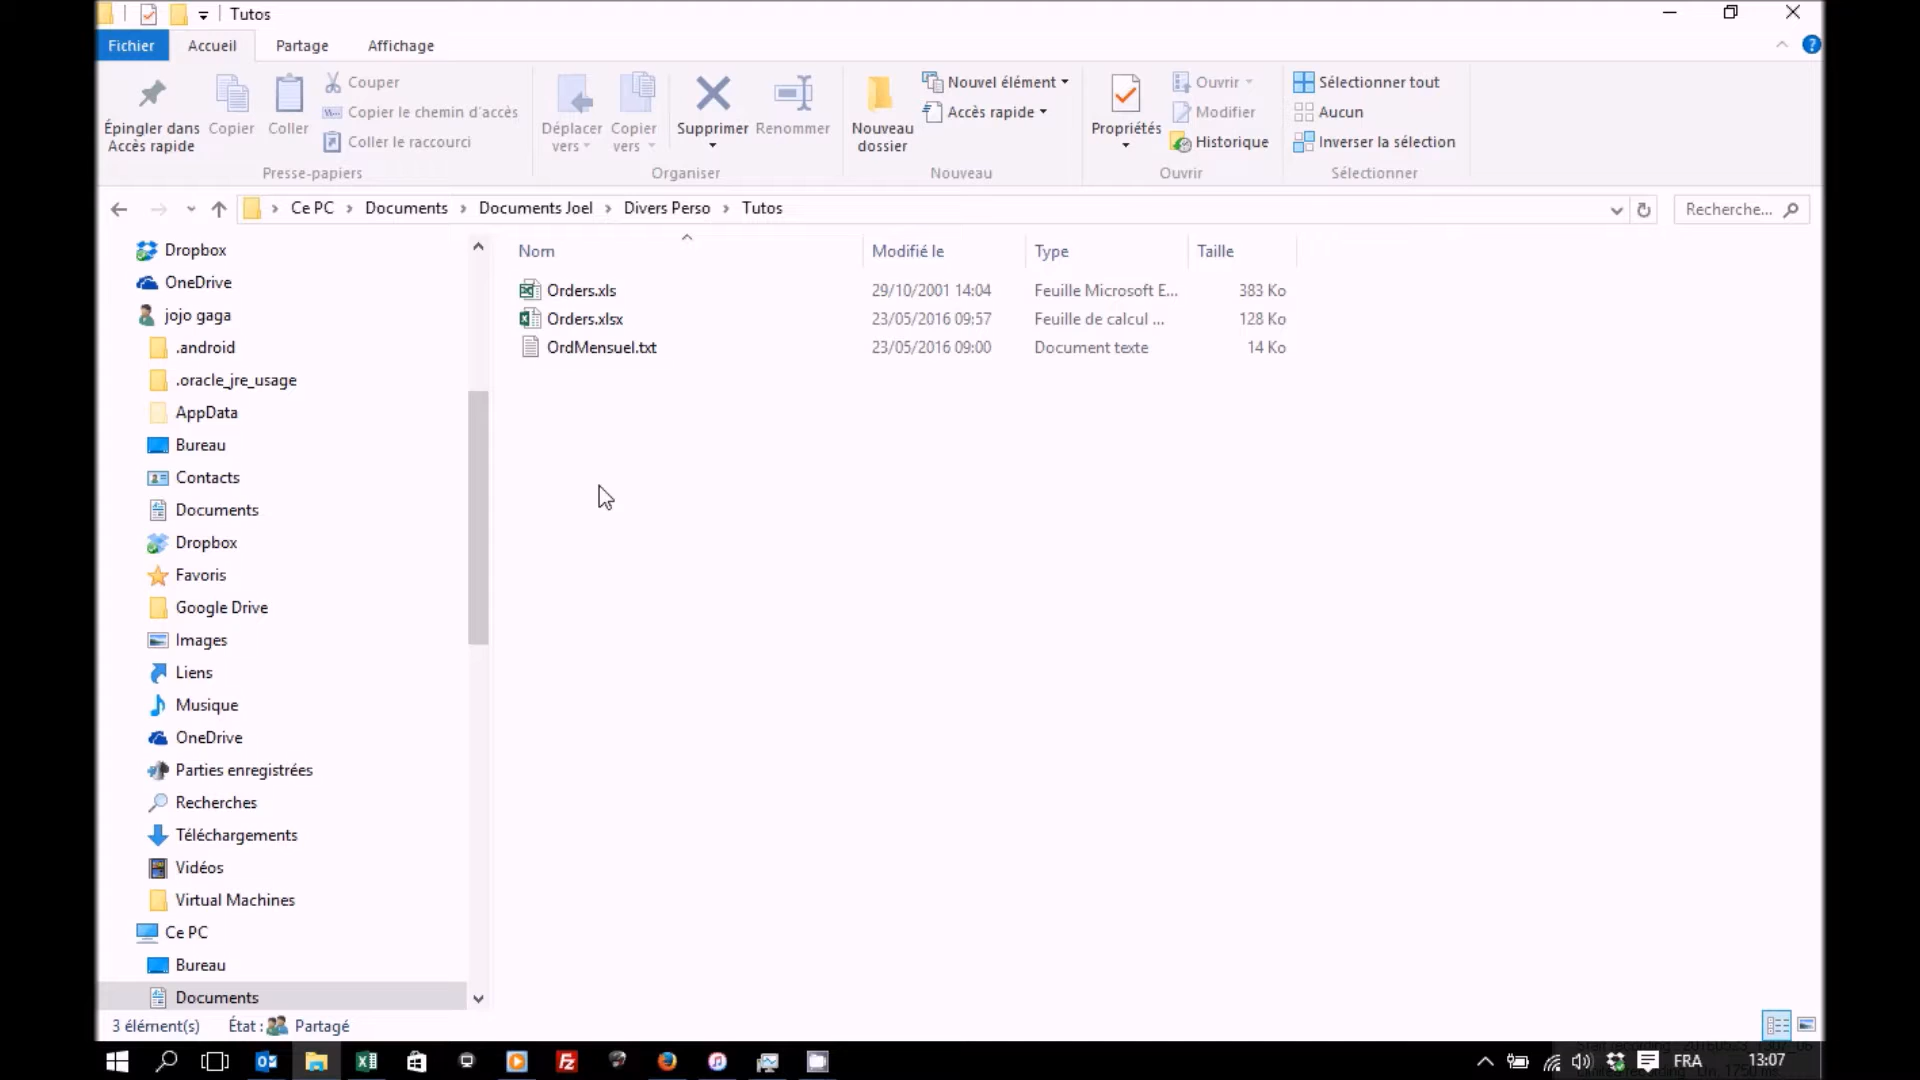 Tutos
Fichier Accueil Partage Affichage
Épingler dans Accès rapide
Copier
Coller
Couper
Copier le chemin d'accès
Coller le raccourci
Presse-papiers
Déplacer vers
Copier vers
Supprimer
Renommer
Organiser
Nouveau dossier
Nouvel élément
Accès rapide
Nouveau
Propriétés
Ouvrir
Modifier
Historique
Ouvrir
Sélectionner tout
Aucun
Inverser la sélection
Sélectionner
Ce PC > Documents > Documents Joel > Divers Perso > Tutos
Recherche...
Dropbox
OneDrive
jojo gaga
.android
.oracle_jre_usage
AppData
Bureau
Contacts
Documents
Dropbox
Favoris
Google Drive
Images
Liens
Musique
OneDrive
Parties enregistrées
Recherches
Téléchargements
Vidéos
Virtual Machines
Ce PC
Bureau
Documents
Nom Modifié le Type Taille
Orders.xls 29/10/2001 14:04 Feuille Microsoft E... 383 Ko
Orders.xlsx 23/05/2016 09:57 Feuille de calcul ... 128 Ko
OrdMensuel.txt 23/05/2016 09:00 Document texte 14 Ko
3 élément(s) État : Partagé
FRA 13:07